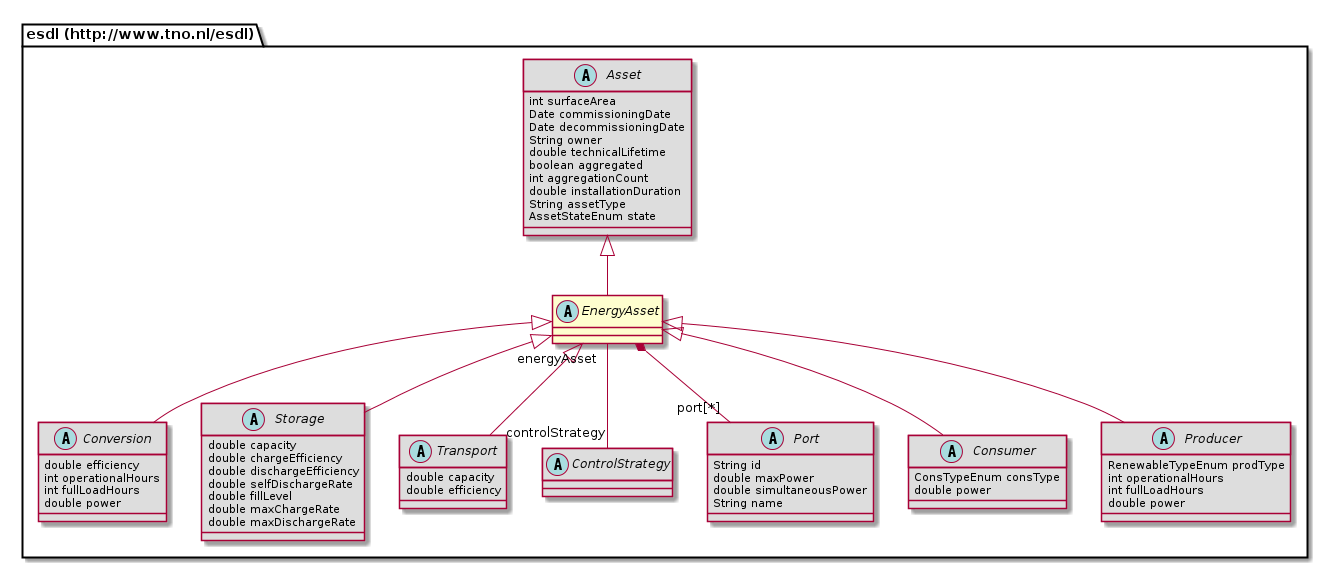 esdl (http://www.tno.nl/esdl)
A Asset
int surfaceArea
Date commissioningDate
Date decommissioningDate
String owner
double technicalLifetime
boolean aggregated
int aggregationCount
double installationDuration
String assetType
AssetStateEnum state
A EnergyAsset
energyAsset
port[*]
controlStrategy
A Conversion
double efficiency
int operationalHours
int fullLoadHours
double power
A Storage
double capacity
double chargeEfficiency
double dischargeEfficiency
double selfDischargeRate
double fillLevel
double maxChargeRate
double maxDischargeRate
A Transport
double capacity
double efficiency
A ControlStrategy
A Port
String id
double maxPower
double simultaneousPower
String name
A Consumer
ConsTypeEnum consType
double power
A Producer
RenewableTypeEnum prodType
int operationalHours
int fullLoadHours
double power